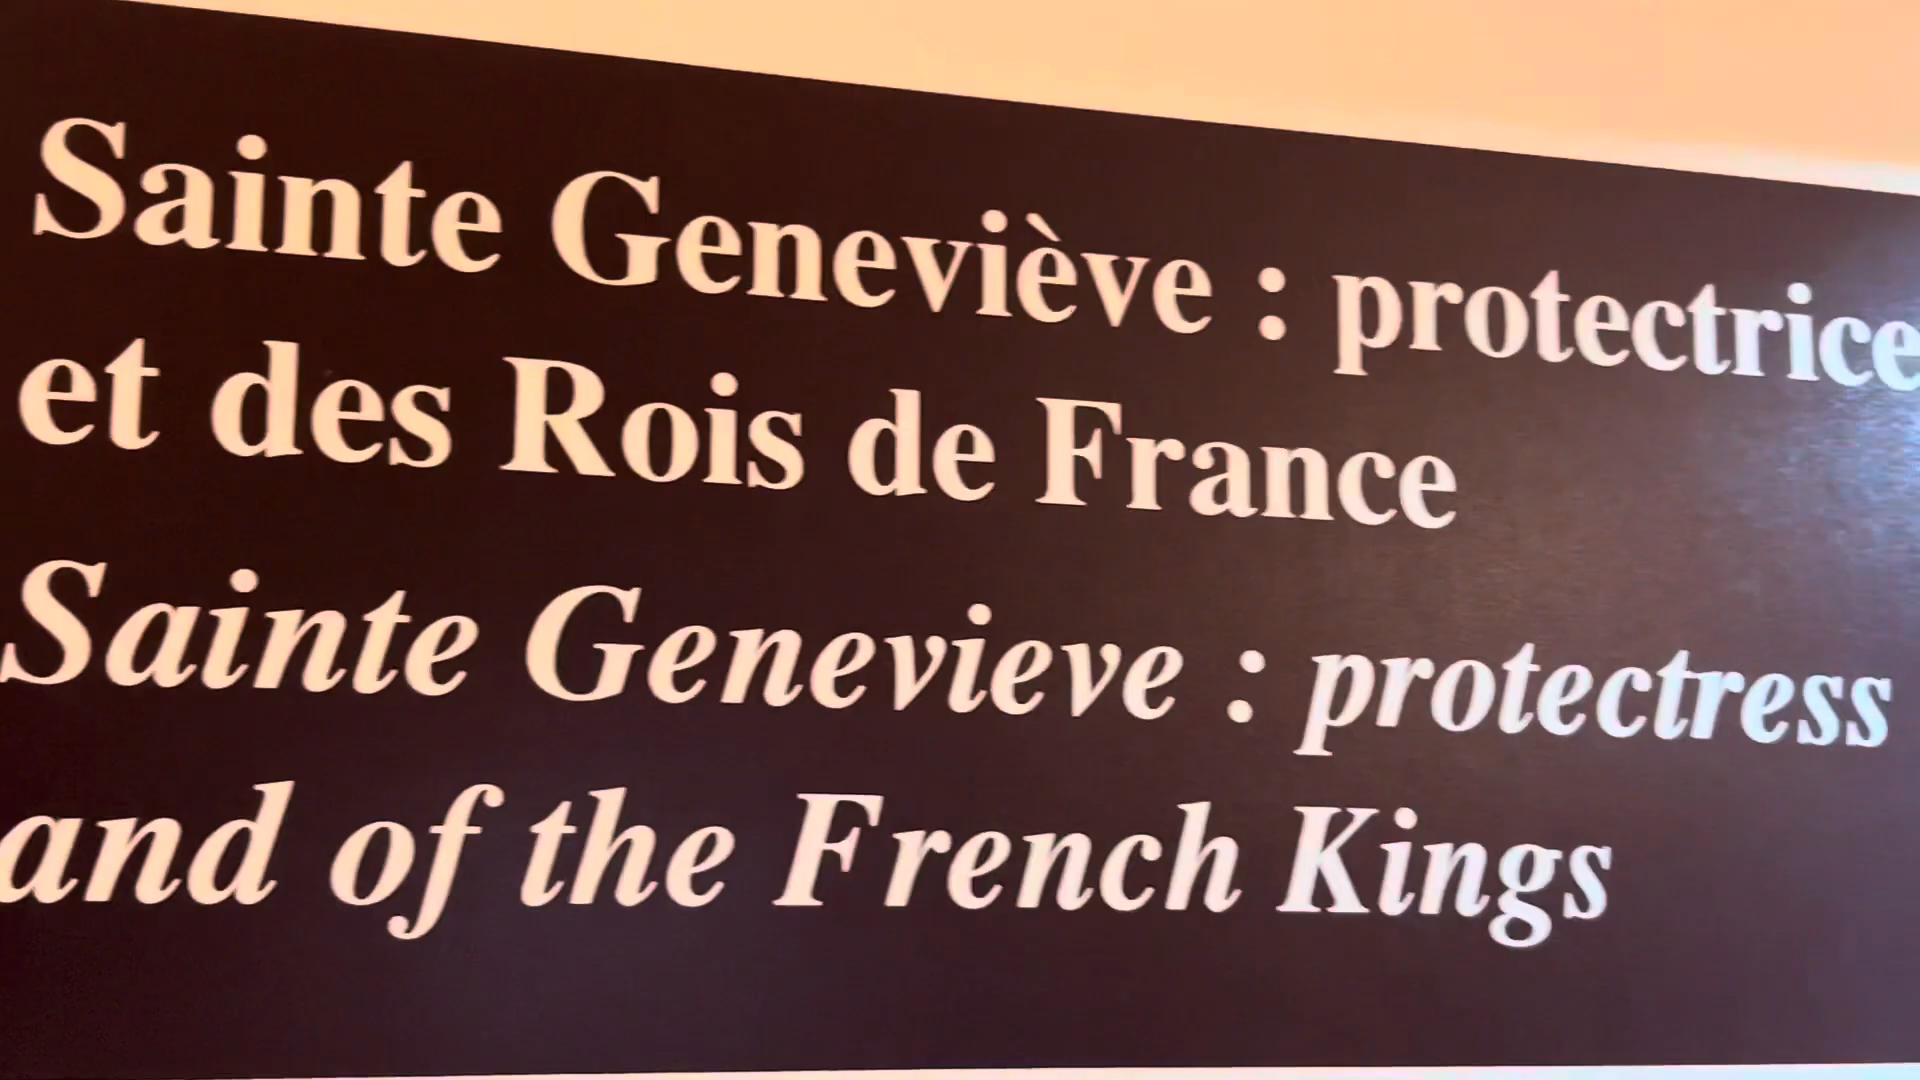 Sainte Geneviève : protectrice
et des Rois de France
Sainte Genevieve : protectress
and of the French Kings